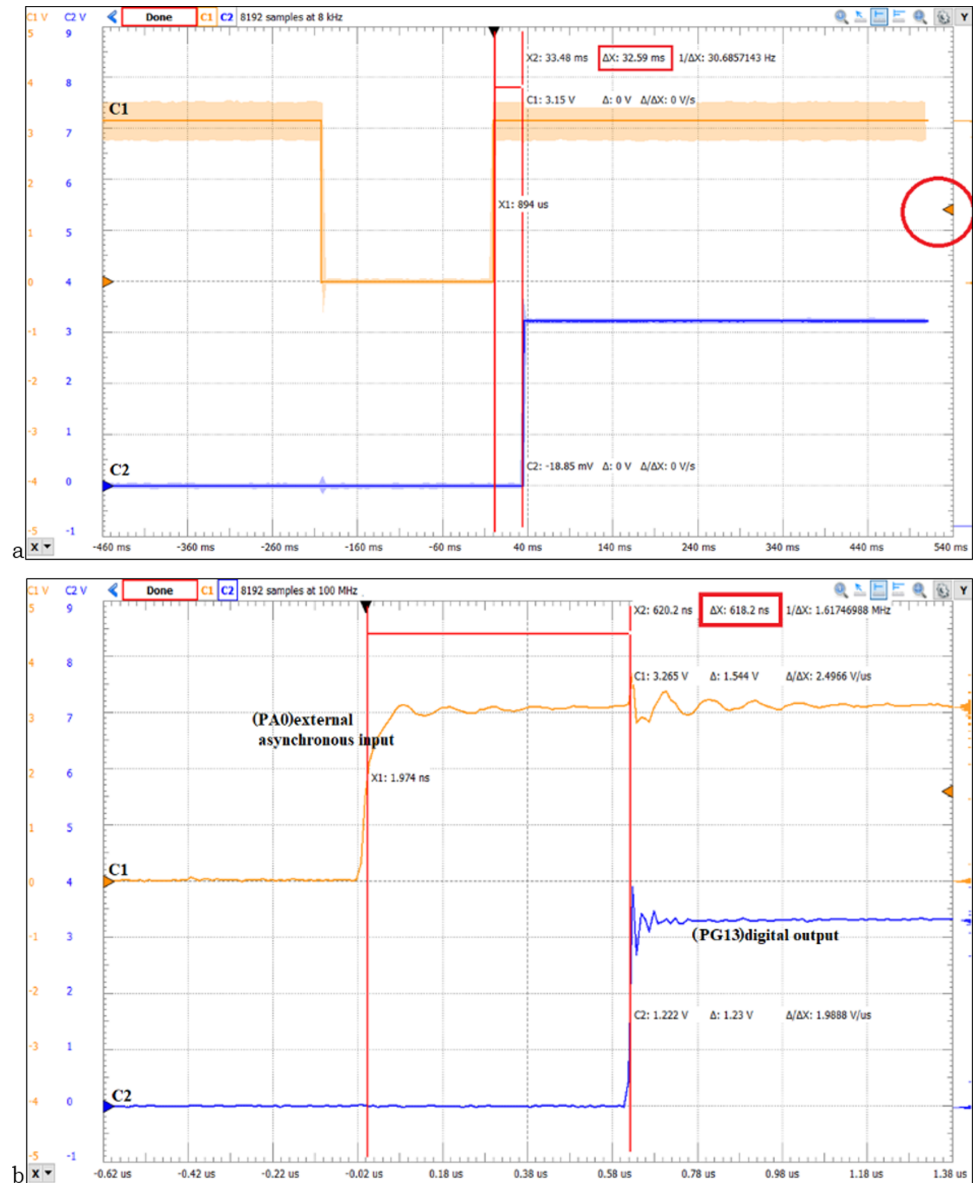 C1 V C2 V Done C1 C2 8192 samples at 8 kHz Y
5 9
X2: 33.48 ms ΔX: 32.59 ms 1/ΔX: 30.6857143 Hz
4 8
C1: 3.15 V Δ: 0 V Δ/ΔX: 0 V/s
C1
3 7
2 6
X1: 894 us
1 5
0 4
-1 3
-2 2
-3 1
C2: -18.85 mV Δ: 0 V Δ/ΔX: 0 V/s
C2
-4 0
-5 -1
a X -460 ms -360 ms -260 ms -160 ms -60 ms 40 ms 140 ms 240 ms 340 ms 440 ms 540 ms
C1 V C2 V Done C1 C2 8192 samples at 100 MHz Y
5 9
X2: 620.2 ns ΔX: 618.2 ns 1/ΔX: 1.61746988 MHz
4 8
C1: 3.265 V Δ: 1.544 V Δ/ΔX: 2.4966 V/us
3 7
(PA0)external
asynchronous input
2 6
X1: 1.974 ns
1 5
C1
0 4
-1 3
(PG13)digital output
-2 2
C2: 1.222 V Δ: 1.23 V Δ/ΔX: 1.9888 V/us
-3 1
C2
-4 0
-5 -1
b X -0.62 us -0.42 us -0.22 us -0.02 us 0.18 us 0.38 us 0.58 us 0.78 us 0.98 us 1.18 us 1.38 us